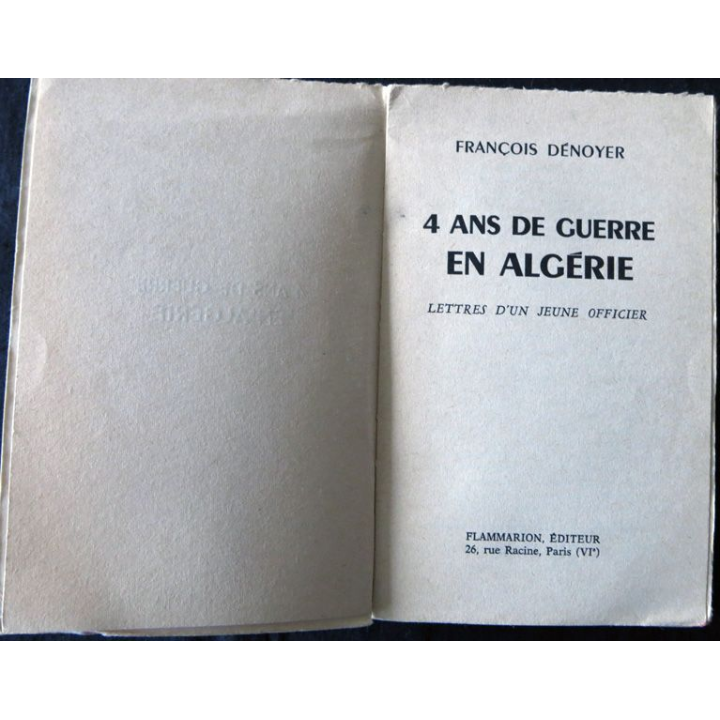 FRANÇOIS DÉNOYER
4 ANS DE GUERRE
EN ALGÉRIE
LETTRES D'UN JEUNE OFFICIER
FLAMMARION, ÉDITEUR
26, rue Racine, Paris (VIᵉ)